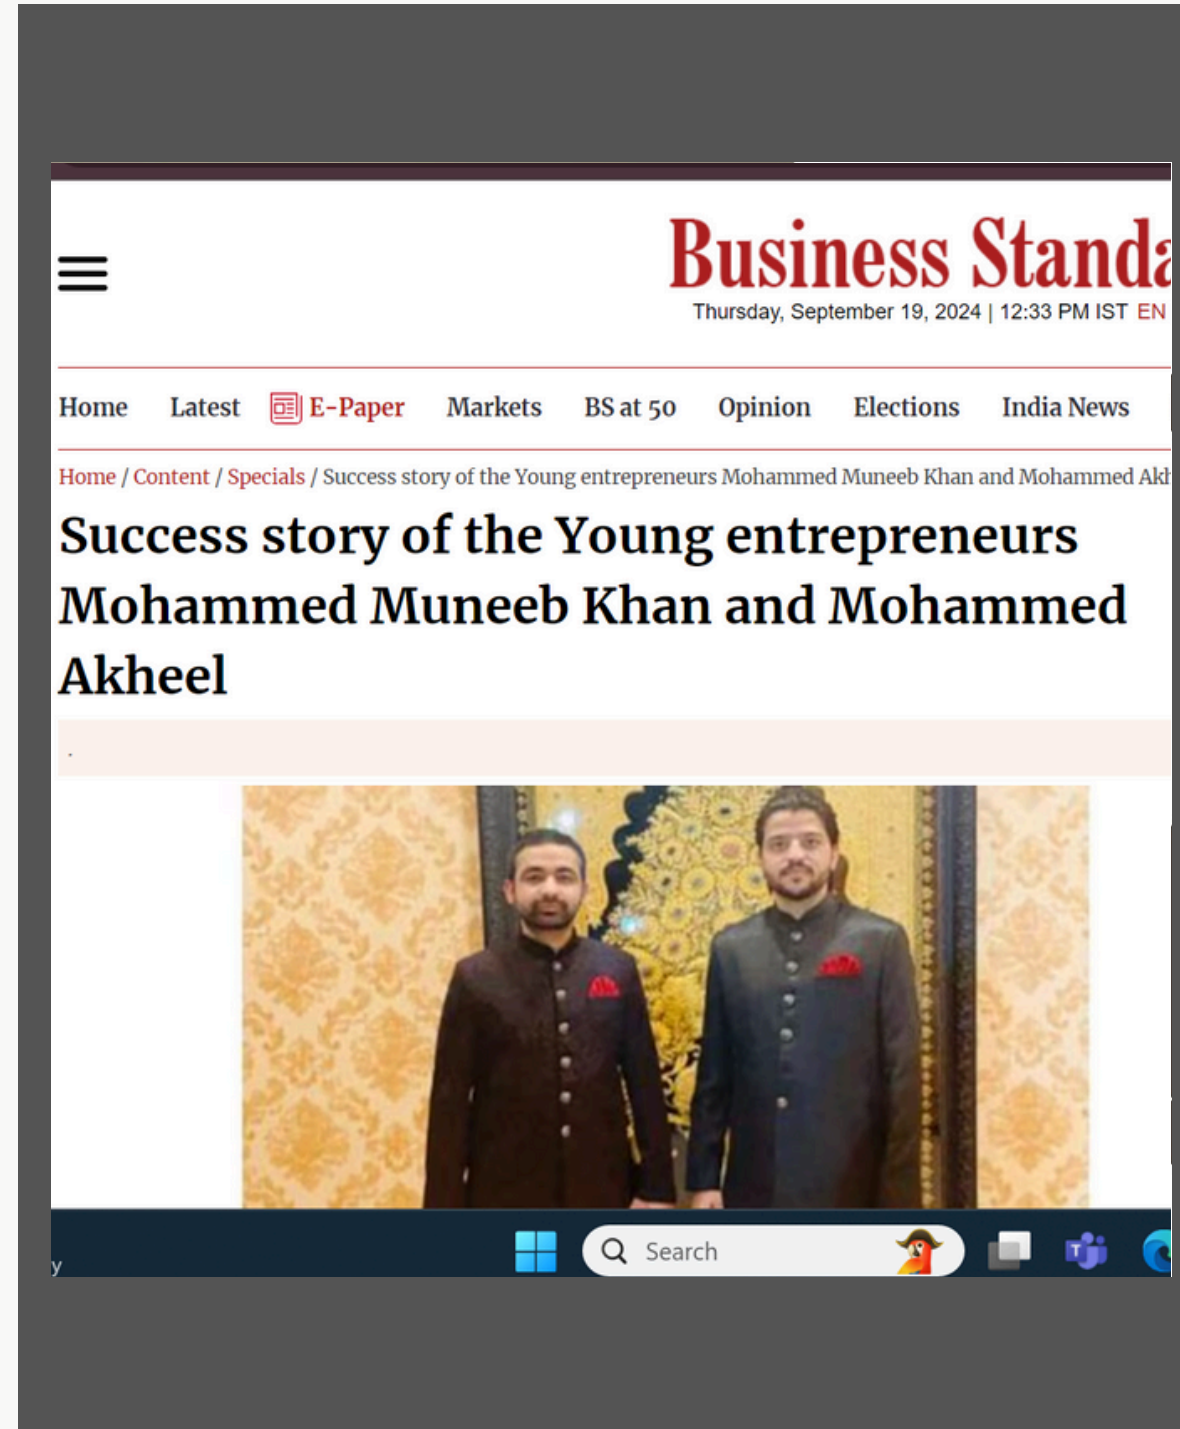 Business Standa
Thursday, September 19, 2024 | 12:33 PM IST EN
Home Latest E-Paper Markets BS at 50 Opinion Elections India News
Home / Content / Specials / Success story of the Young entrepreneurs Mohammed Muneeb Khan and Mohammed Akh
Success story of the Young entrepreneurs
Mohammed Muneeb Khan and Mohammed
Akheel
.
y
Search
T